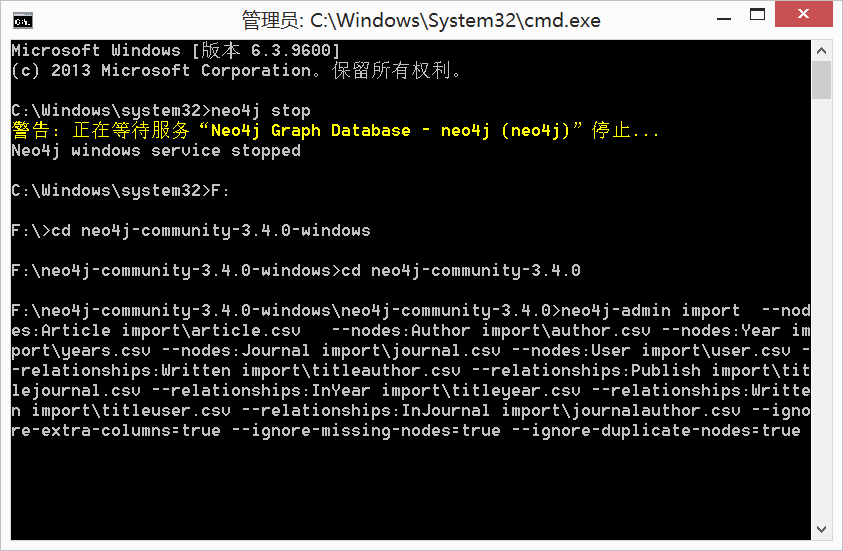 管理员: C:\Windows\System32\cmd.exe
Microsoft Windows [版本 6.3.9600]
(c) 2013 Microsoft Corporation。保留所有权利。
C:\Windows\system32>neo4j stop
警告: 正在等待服务“Neo4j Graph Database - neo4j (neo4j)”停止...
Neo4j windows service stopped
C:\Windows\system32>F:
F:\>cd neo4j-community-3.4.0-windows
F:\neo4j-community-3.4.0-windows>cd neo4j-community-3.4.0
F:\neo4j-community-3.4.0-windows\neo4j-community-3.4.0>neo4j-admin import  --nod
es:Article import\article.csv   --nodes:Author import\author.csv --nodes:Year im
port\years.csv --nodes:Journal import\journal.csv --nodes:User import\user.csv -
-relationships:Written import\titleauthor.csv --relationships:Publish import\tit
lejournal.csv --relationships:InYear import\titleyear.csv --relationships:Writte
n import\titleuser.csv --relationships:InJournal import\journalauthor.csv --igno
re-extra-columns=true --ignore-missing-nodes=true --ignore-duplicate-nodes=true